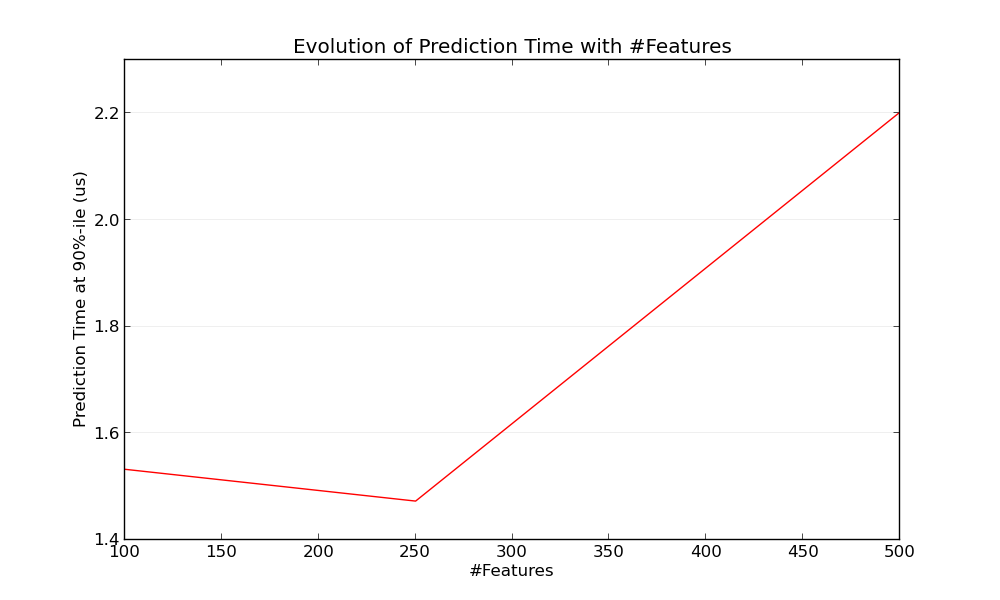 Evolution of Prediction Time with #Features
Prediction Time at 90%-ile (us)
2.2
2.0
1.8
1.6
1.4
100 150 200 250 300 350 400 450 500
#Features